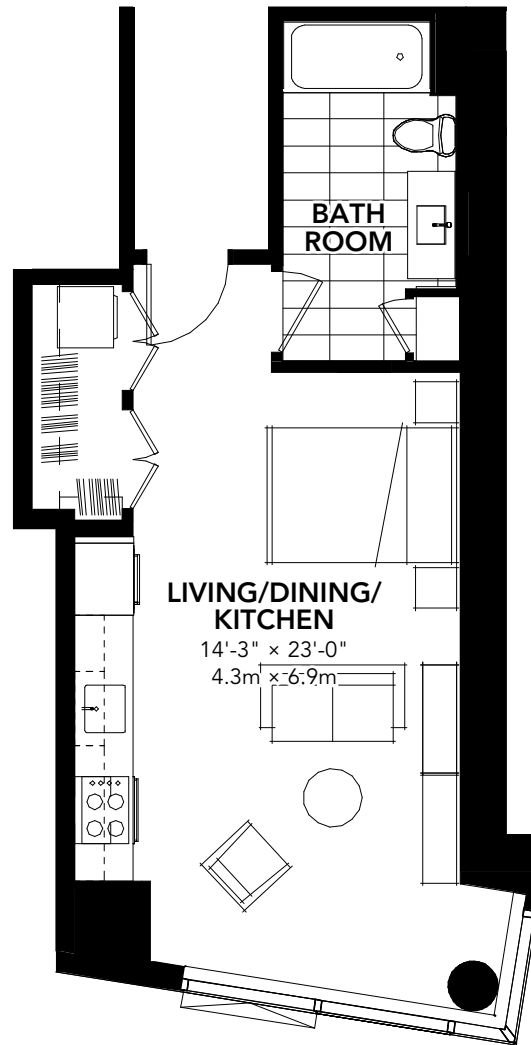 BATH
ROOM
LIVING/DINING/
KITCHEN
14'-3" × 23'-0"
4.3m × 6.9m